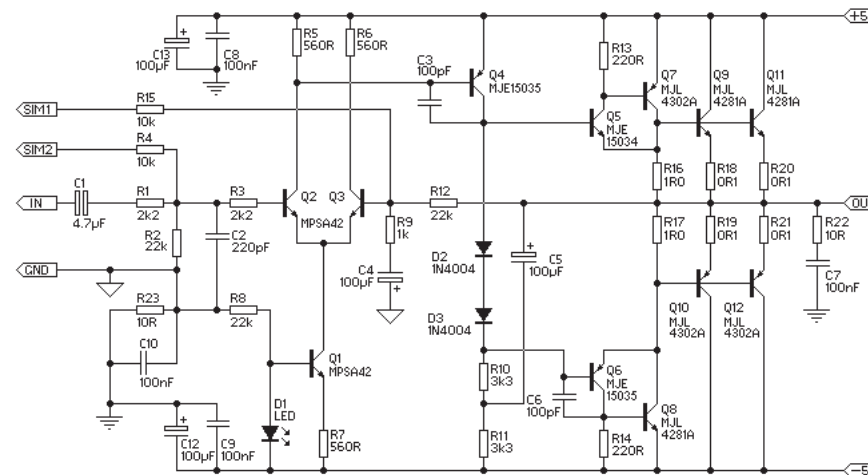 +5
C13
100µF
C8
100nF
R5
560R
R6
560R
C3
100pF
Q4
MJE15035
R13
220R
Q7
MJL
4302A
Q9
MJL
4281A
Q11
MJL
4281A
SIM1
R15
10k
Q5
MJE
15034
SIM2
R4
10k
R16
1R0
R18
0R1
R20
0R1
IN
C1
4.7µF
R1
2k2
R3
2k2
Q2
Q3
MPSA42
R12
22k
OU
R2
22k
C2
220pF
R9
1k
R17
1R0
R19
0R1
R21
0R1
R22
10R
C7
100nF
D2
1N4004
C5
100µF
C4
100µF
GND
R23
10R
R8
22k
D3
1N4004
Q10
MJL
4302A
Q12
MJL
4302A
C10
100nF
Q1
MPSA42
R10
3k3
Q6
MJE
15035
C6
100pF
D1
LED
Q8
MJL
4281A
C12
100µF
C9
100nF
R7
560R
R11
3k3
R14
220R